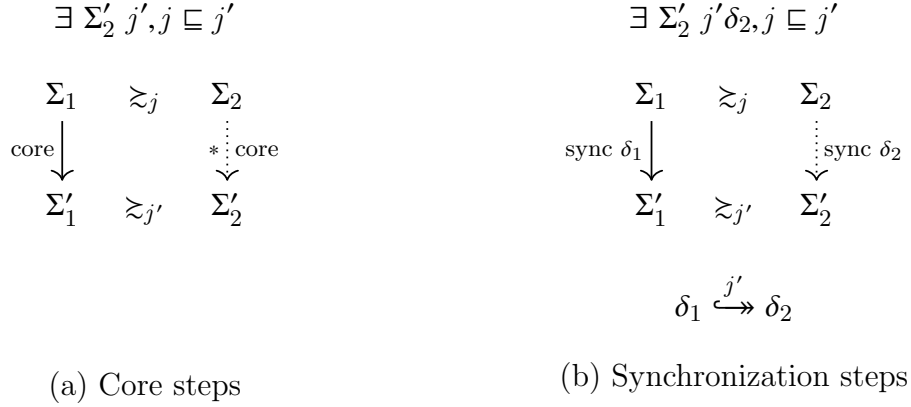 ∃ Σ′₂ j′, j ⊑ j′
Σ₁ ≿ⱼ Σ₂
core * core
Σ′₁ ≿ⱼ′ Σ′₂
(a) Core steps
∃ Σ′₂ j′δ₂, j ⊑ j′
Σ₁ ≿ⱼ Σ₂
sync δ₁ sync δ₂
Σ′₁ ≿ⱼ′ Σ′₂
j′
δ₁ ↪↠ δ₂
(b) Synchronization steps